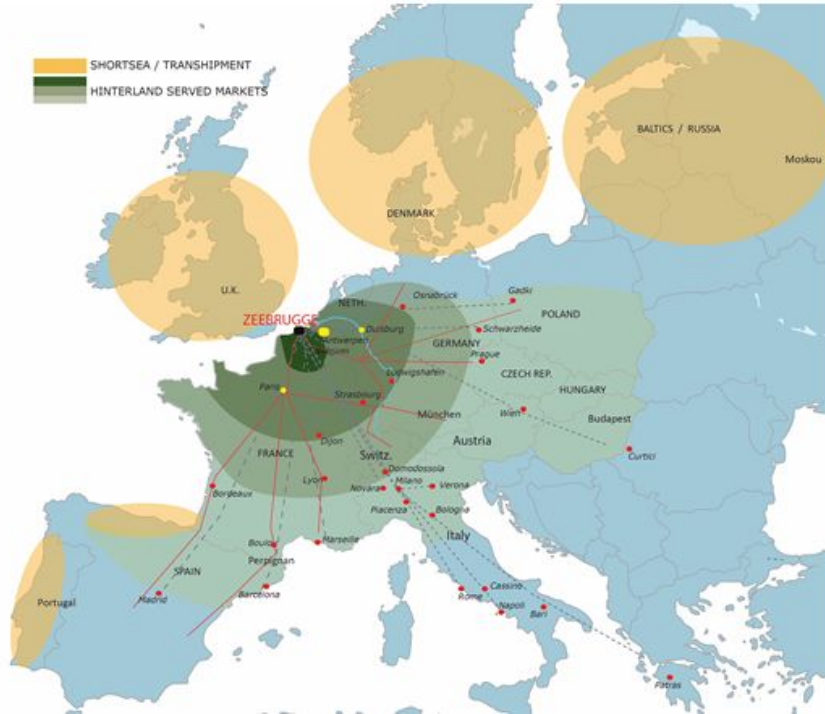 SHORTSEA / TRANSHIPMENT
HINTERLAND SERVED MARKETS
BALTICS / RUSSIA
Moskou
DENMARK
U.K.
NETH.
Osnabrück
Gadki
ZEEBRUGGE
POLAND
Duisburg
Schwarzheide
Antwerpen
GERMANY
Prague
Ludwigshafen
CZECH REP.
Paris
HUNGARY
Strasbourg
München
Wien
Budapest
Dijon
Austria
Curtici
FRANCE
Switz.
Domodossola
Lyon
Novara
Milano
Verona
Bordeaux
Piacenza
Bologna
Italy
Boulo
Marseille
Perpignan
SPAIN
Portugal
Madrid
Barcelona
Rome
Cassino
Napoli
Bari
Patras